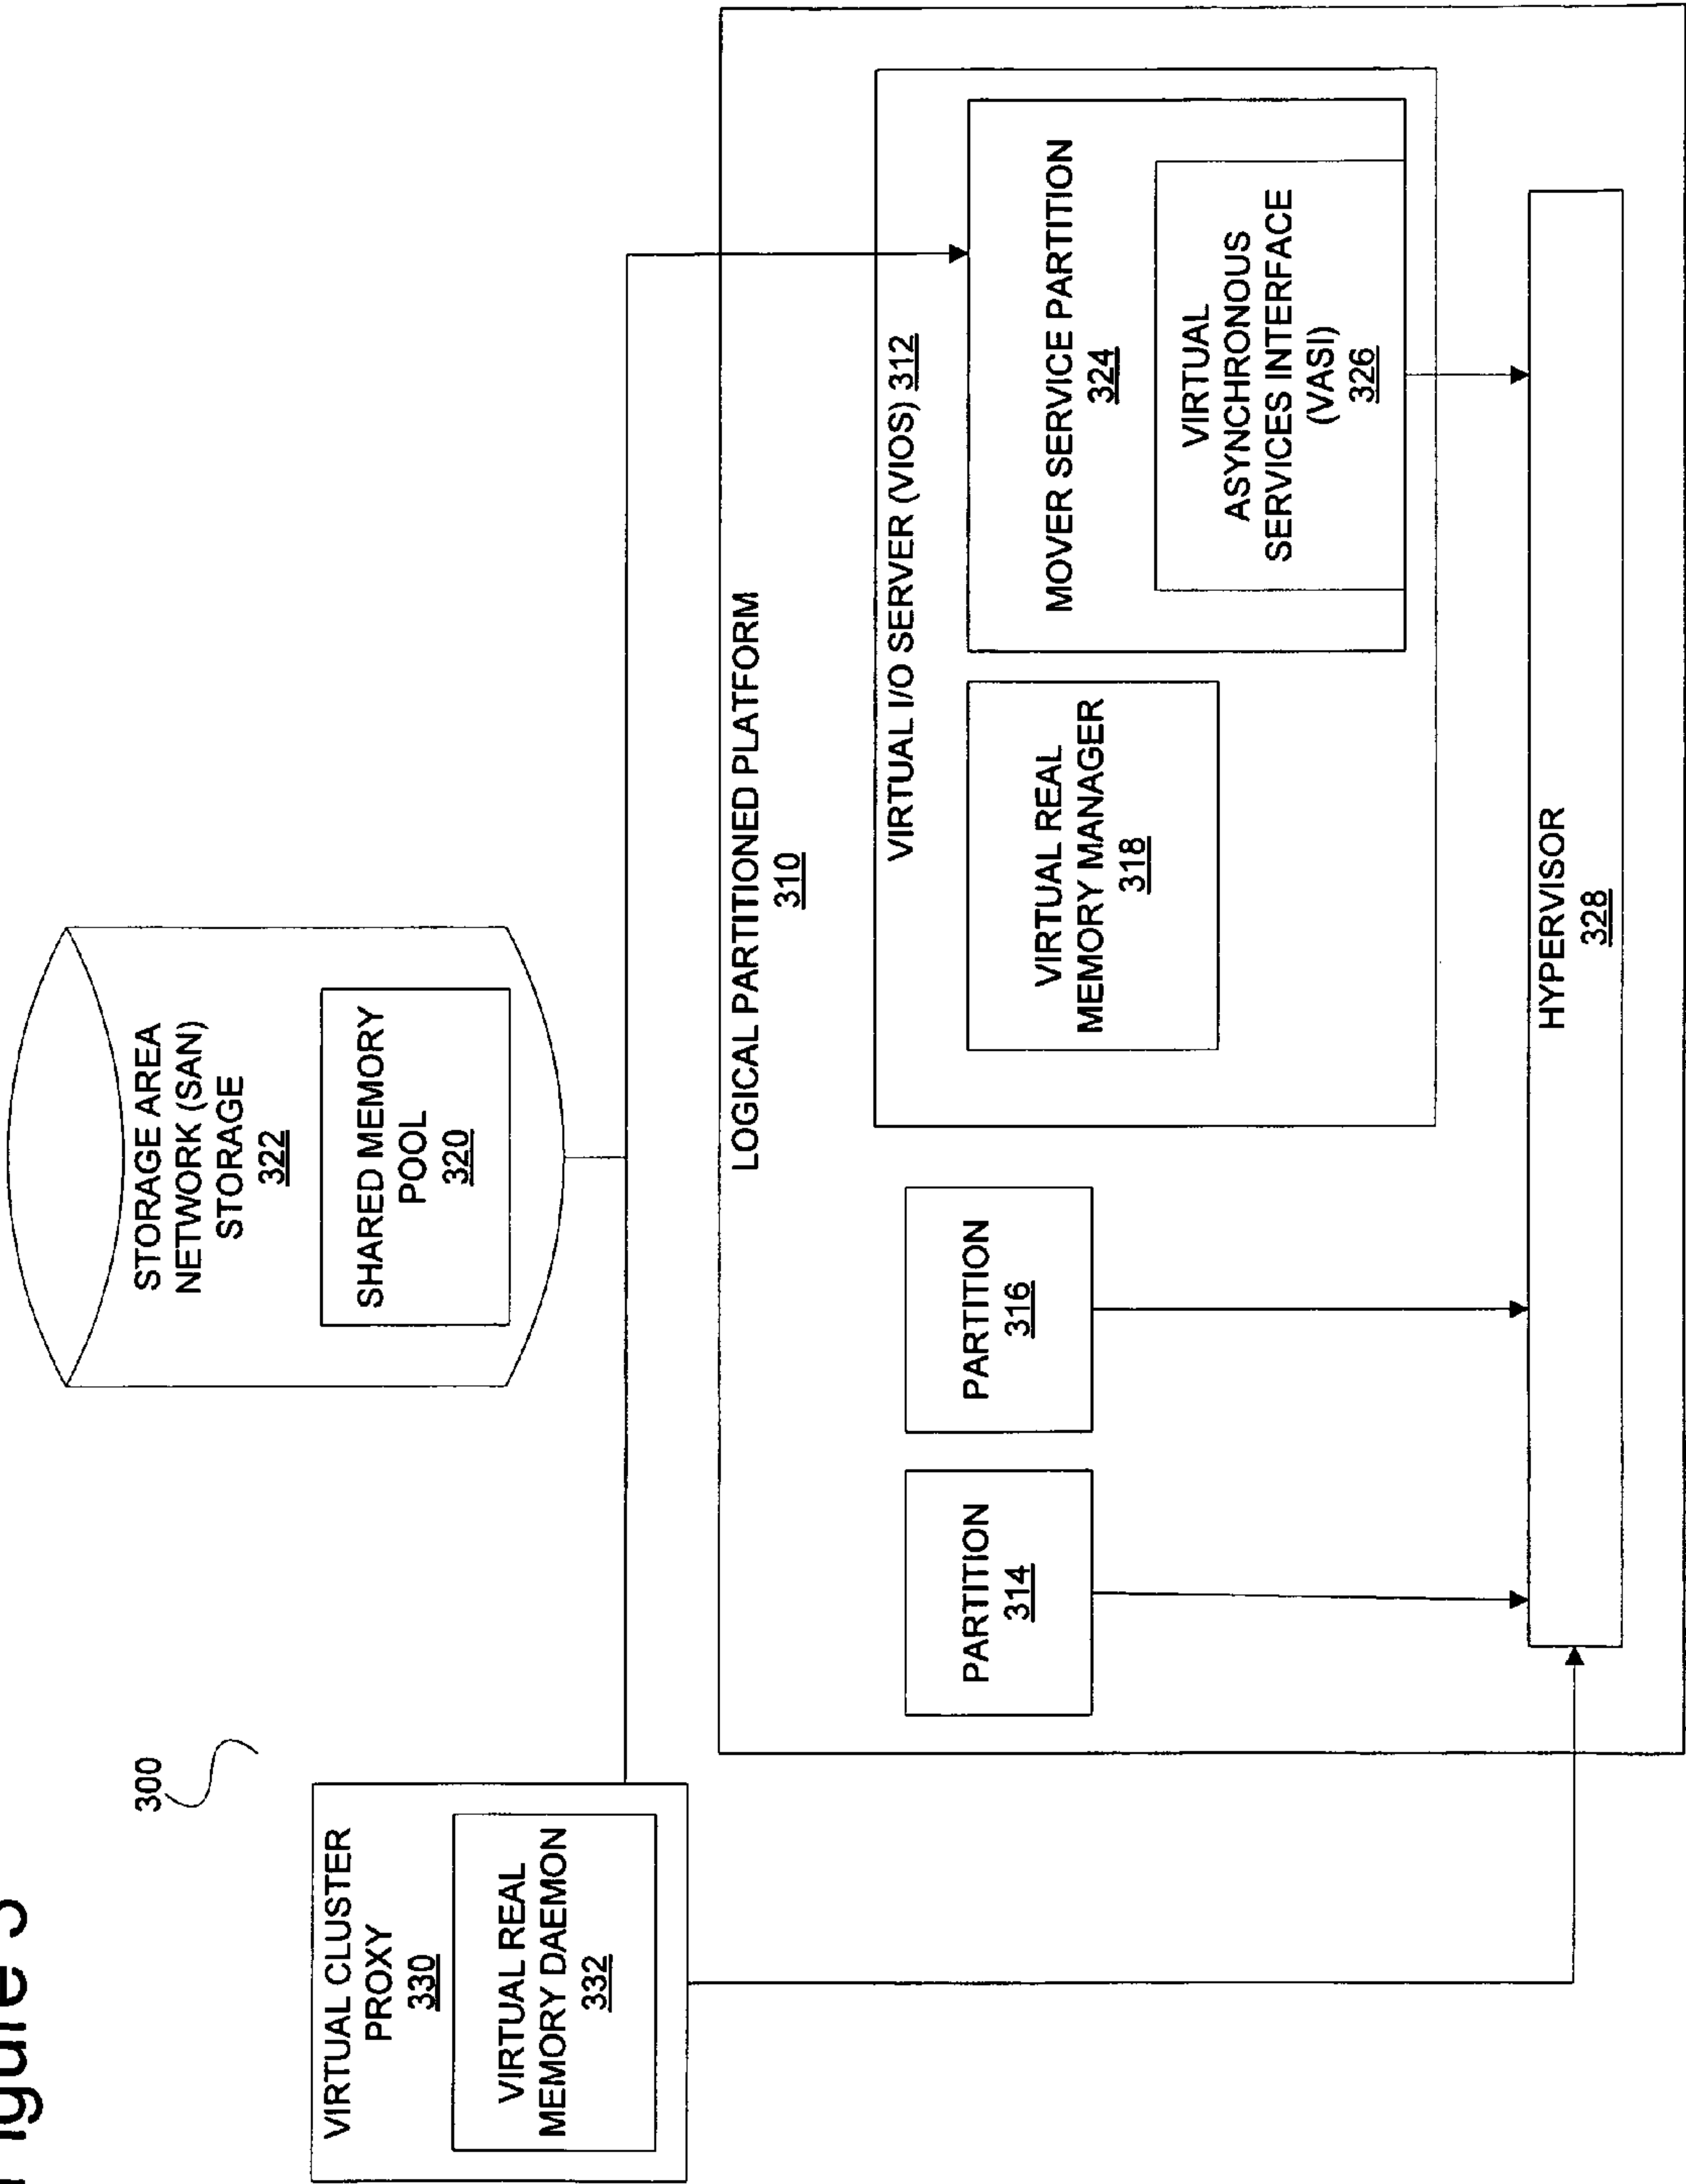 Figure 3
300
VIRTUAL CLUSTER
PROXY
330
VIRTUAL REAL
MEMORY DAEMON
332
STORAGE AREA
NETWORK (SAN)
STORAGE
322
SHARED MEMORY
POOL
320
LOGICAL PARTITIONED PLATFORM
310
PARTITION
314
PARTITION
316
VIRTUAL I/O SERVER (VIOS) 312
VIRTUAL REAL
MEMORY MANAGER
318
MOVER SERVICE PARTITION
324
VIRTUAL
ASYNCHRONOUS
SERVICES INTERFACE
(VASI)
326
HYPERVISOR
328